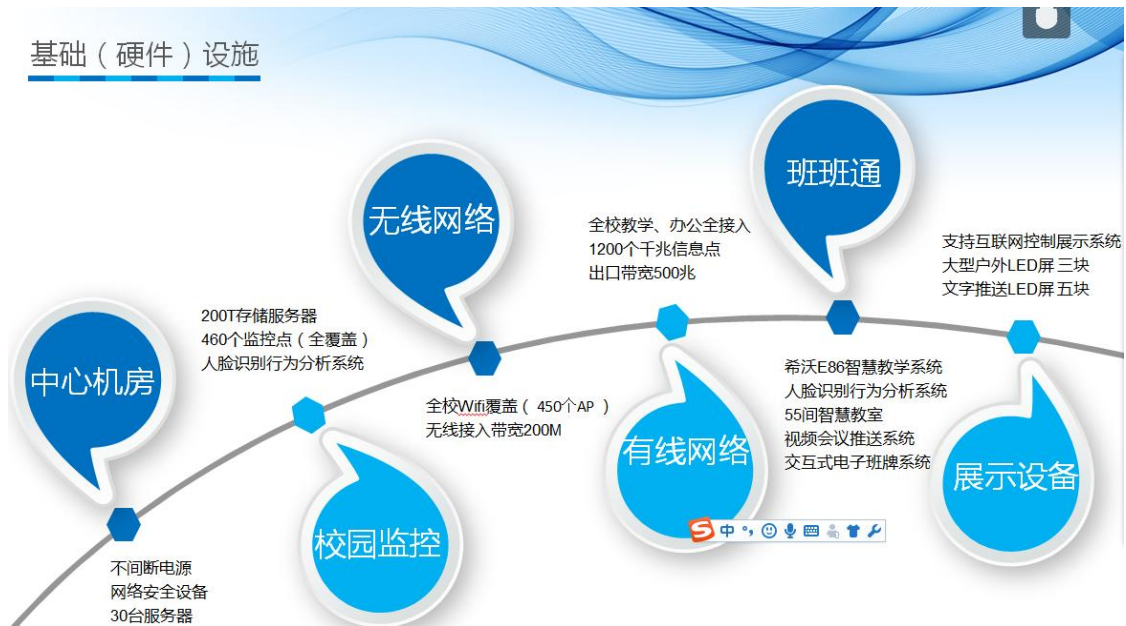 基础（硬件）设施
中心机房
不间断电源
网络安全设备
30台服务器
200T存储服务器
460个监控点（全覆盖）
人脸识别行为分析系统
校园监控
无线网络
全校Wifi覆盖（ 450个AP ）
无线接入带宽200M
全校教学、办公全接入
1200个千兆信息点
出口带宽500兆
有线网络
班班通
希沃E86智慧教学系统
人脸识别行为分析系统
55间智慧教室
视频会议推送系统
交互式电子班牌系统
支持互联网控制展示系统
大型户外LED屏 三块
文字推送LED屏 五块
展示设备
S 中